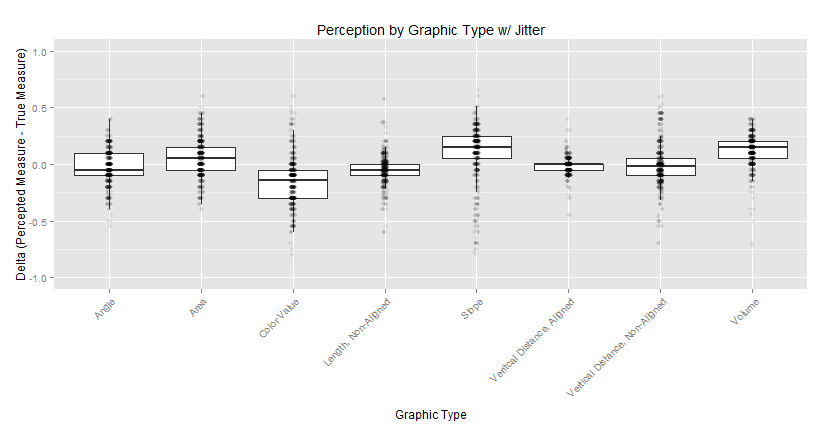 Perception by Graphic Type w/ Jitter
Delta (Percepted Measure - True Measure)
1.0
0.5
0.0
-0.5
-1.0
Angle
Area
Color Value
Length, Non-Aligned
Slope
Veritcal Distance, Aligned
Vertical Distance, Non-Aligned
Volume
Graphic Type